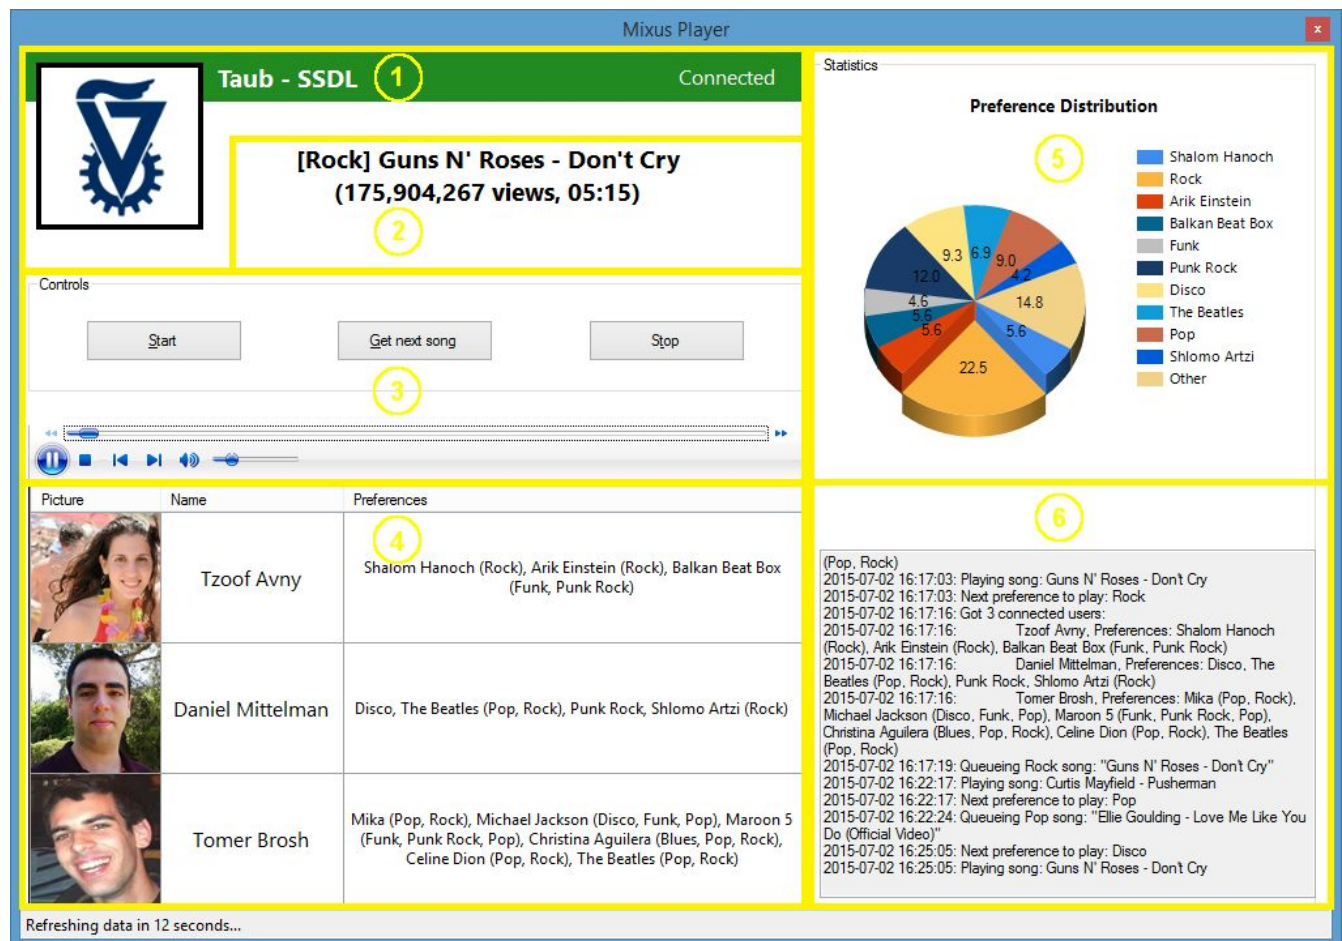 Mixus Player
x
Taub - SSDL
1
Connected
[Rock] Guns N' Roses - Don't Cry
(175,904,267 views, 05:15)
2
Controls
Start
Get next song
Stop
3
Picture
Name
Preferences
4
Tzoof Avny
Shalom Hanoch (Rock), Arik Einstein (Rock), Balkan Beat Box
(Funk, Punk Rock)
Daniel Mittelman
Disco, The Beatles (Pop, Rock), Punk Rock, Shlomo Artzi (Rock)
Tomer Brosh
Mika (Pop, Rock), Michael Jackson (Disco, Funk, Pop), Maroon 5
(Funk, Punk Rock, Pop), Christina Aguilera (Blues, Pop, Rock),
Celine Dion (Pop, Rock), The Beatles (Pop, Rock)
Statistics
Preference Distribution
5
Shalom Hanoch
Rock
Arik Einstein
Balkan Beat Box
Funk
Punk Rock
Disco
The Beatles
Pop
Shlomo Artzi
Other
9.3
6.9
9.0
12.0
4.2
4.6
14.8
5.6
5.6
5.6
22.5
6
(Pop, Rock)
2015-07-02 16:17:03: Playing song: Guns N' Roses - Don't Cry
2015-07-02 16:17:03: Next preference to play: Rock
2015-07-02 16:17:16: Got 3 connected users:
2015-07-02 16:17:16: Tzoof Avny, Preferences: Shalom Hanoch
(Rock), Arik Einstein (Rock), Balkan Beat Box (Funk, Punk Rock)
2015-07-02 16:17:16: Daniel Mittelman, Preferences: Disco, The
Beatles (Pop, Rock), Punk Rock, Shlomo Artzi (Rock)
2015-07-02 16:17:16: Tomer Brosh, Preferences: Mika (Pop, Rock),
Michael Jackson (Disco, Funk, Pop), Maroon 5 (Funk, Punk Rock, Pop),
Christina Aguilera (Blues, Pop, Rock), Celine Dion (Pop, Rock), The Beatles
(Pop, Rock)
2015-07-02 16:17:19: Queueing Rock song: "Guns N' Roses - Don't Cry"
2015-07-02 16:22:17: Playing song: Curtis Mayfield - Pusherman
2015-07-02 16:22:17: Next preference to play: Pop
2015-07-02 16:22:24: Queueing Pop song: "Ellie Goulding - Love Me Like You
Do (Official Video)"
2015-07-02 16:25:05: Next preference to play: Disco
2015-07-02 16:25:05: Playing song: Guns N' Roses - Don't Cry
Refreshing data in 12 seconds...